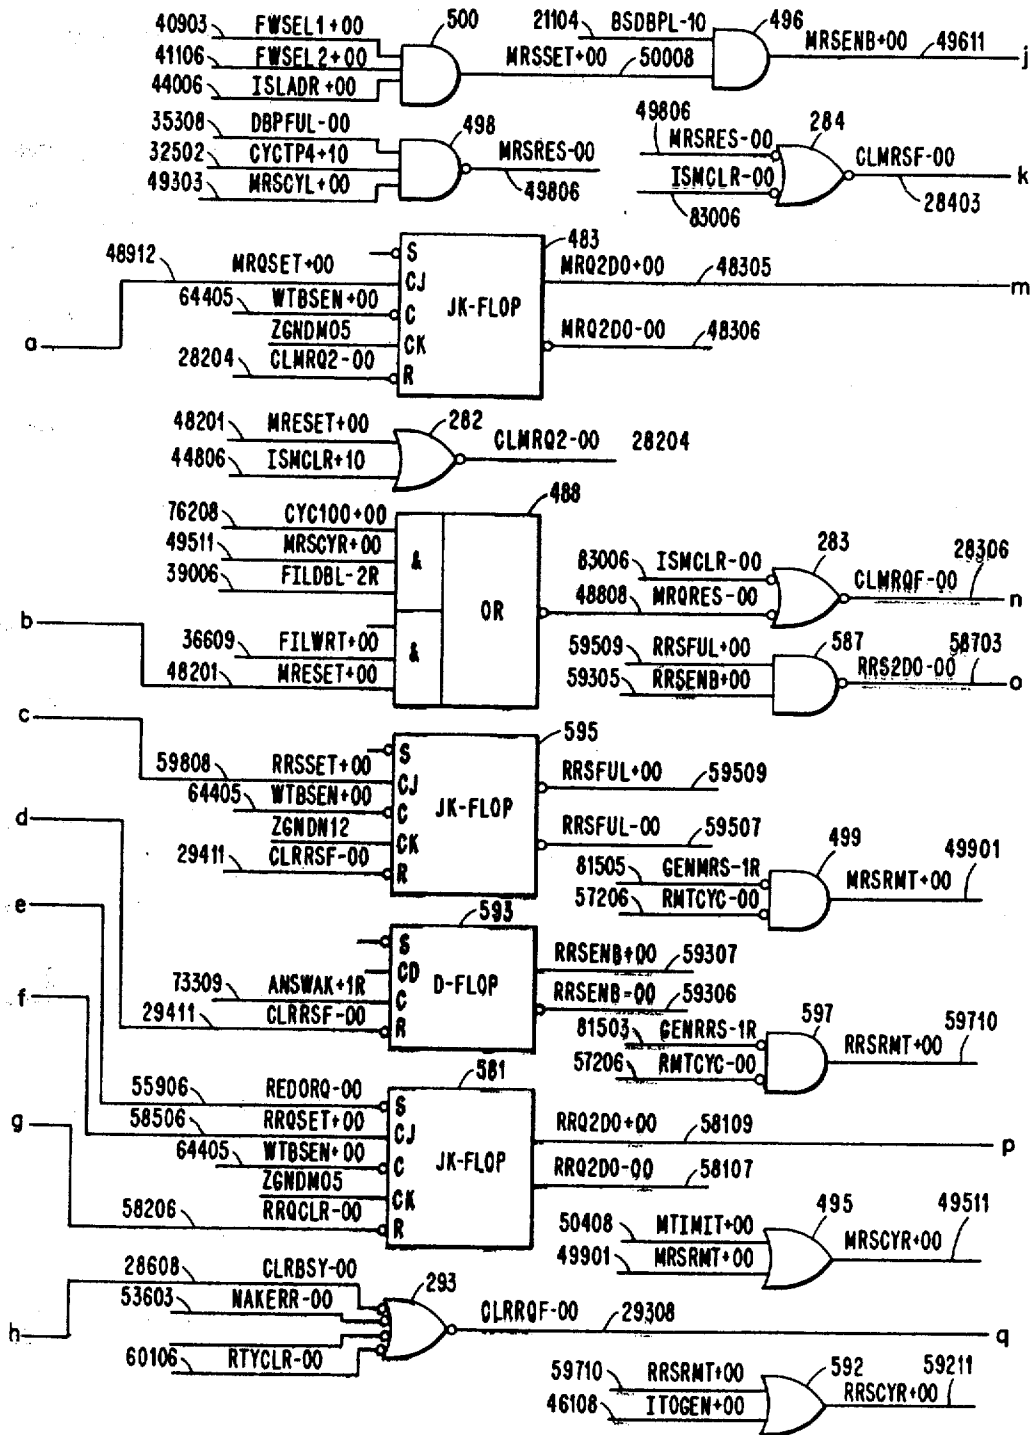 40903 FWSEL1+00 500 21104 BSDBPL-10 496
41106 FWSEL2+00 MRSSET+00 50008 MRSENB+00 49611 j
44006 ISLADR+00
35308 DBPFUL-00 498 49806 284
32502 CYCTP4+10 MRSRES-00 MRSRES-00 CLMRSF-00
49303 MRSCYL+00 49806 ISMCLR-00 28403 k
83006
483
48912 MRQSET+00 S MRQ2DO+00 48305 m
64405 WTBSEN+00 CJ
C JK-FLOP
ZGNDM05 CK MRQ2DO-00 48306
a
28204 CLMRQ2-00 R
282
48201 MRESET+00 CLMRQ2-00 28204
44806 ISMCLR+10
488
76208 CYC100+00
49511 MRSCYR+00 & 83006 ISMCLR-00 283 28306
39006 FILDBL-2R CLMRQF-00 n
OR 48808 MRQRES-00
b
36609 FILWRT+00 & 59509 RRSFUL+00 587 58703
48201 MRESET+00 59305 RRSENB+00 RRS2DO-00 o
c
595
59808 RRSSET+00 S RRSFUL+00 59509
64405 WTBSEN+00 CJ
C JK-FLOP
d
ZGNDN12 CK RRSFUL-00 59507
29411 CLRRSF-00 R 499
81505 GENMRS-1R MRSRMT+00 49901
57206 RMTCYC-00
e
593
S RRSENB+00 59307
CD D-FLOP
73309 ANSWAK+1R C RRSENB=00 59306
f
29411 CLRRSF-00 R
81503 GENRRS-1R 597 59710
57206 RMTCYC-00 RRSRMT+00
581
55906 REDORQ-00 S
g
58506 RRQSET+00 CJ RRQ2DO+00 58109 p
64405 WTBSEN+00 C JK-FLOP
ZGNDM05 CK RRQ2DO-00 58107
58206 RRQCLR-00 R
50408 MTIMIT+00 495 49511
49901 MRSRMT+00 MRSCYR+00
28608 CLRBSY-00
53603 NAKERR-00 293 CLRRQF-00 29308
h q
60106 RTYCLR-00
59710 RRSRMT+00 592 59211
46108 ITOGEN+00 RRSCYR+00